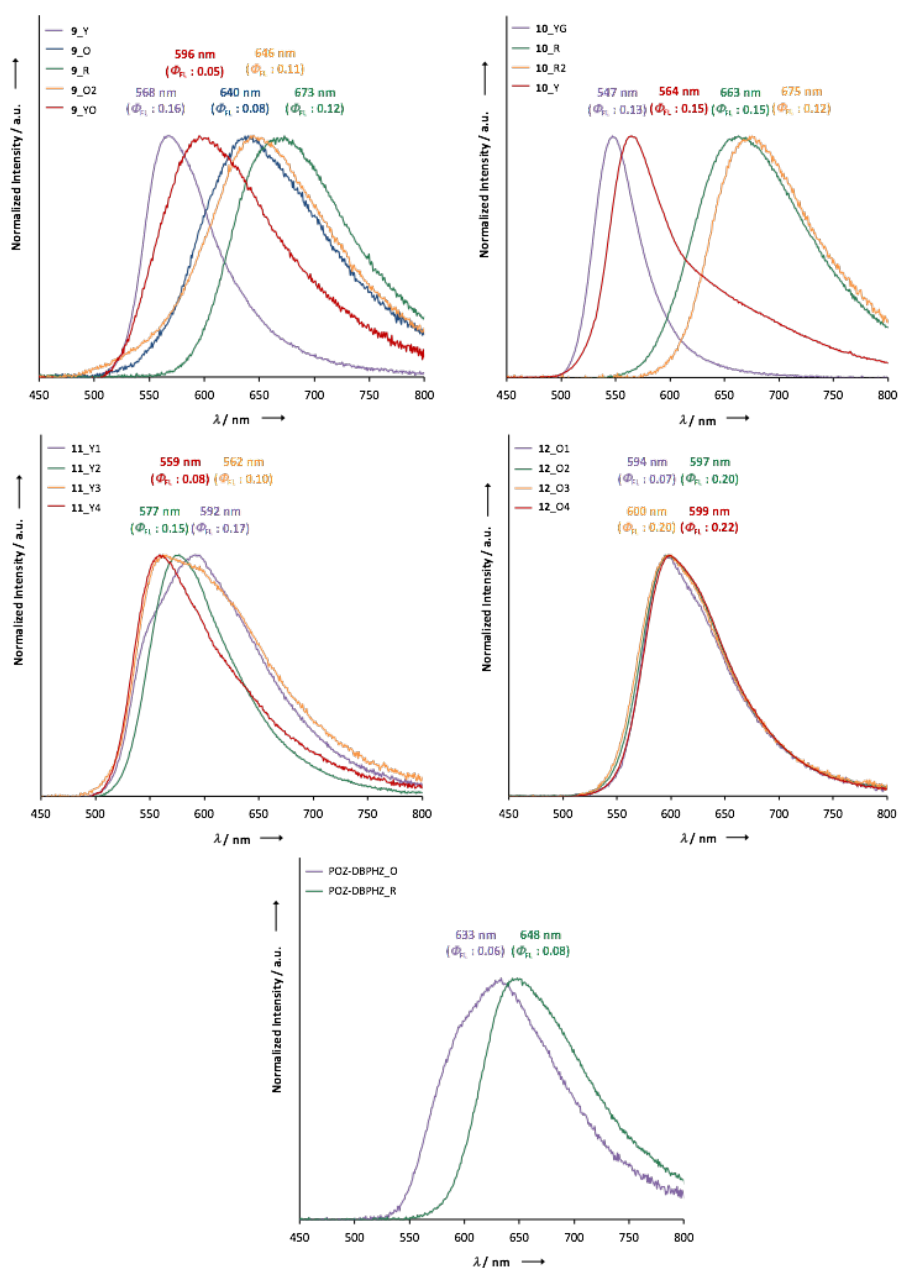 9_Y
9_O
9_R
9_O2
9_YO
596 nm
(ΦFL : 0.05)
646 nm
(ΦFL : 0.11)
568 nm
(ΦFL : 0.16)
640 nm
(ΦFL : 0.08)
673 nm
(ΦFL : 0.12)
Normalized Intensity / a.u.
450 500 550 600 650 700 750 800
λ / nm
10_YG
10_R
10_R2
10_Y
547 nm
(ΦFL : 0.13)
564 nm
(ΦFL : 0.15)
663 nm
(ΦFL : 0.15)
675 nm
(ΦFL : 0.12)
Normalized Intensity / a.u.
450 500 550 600 650 700 750 800
λ / nm
11_Y1
11_Y2
11_Y3
11_Y4
559 nm
(ΦFL : 0.08)
562 nm
(ΦFL : 0.10)
577 nm
(ΦFL : 0.15)
592 nm
(ΦFL : 0.17)
Normalized Intensity / a.u.
450 500 550 600 650 700 750 800
λ / nm
12_O1
12_O2
12_O3
12_O4
594 nm
(ΦFL : 0.07)
597 nm
(ΦFL : 0.20)
600 nm
(ΦFL : 0.20)
599 nm
(ΦFL : 0.22)
Normalized Intensity / a.u.
450 500 550 600 650 700 750 800
λ / nm
POZ-DBPHZ_O
POZ-DBPHZ_R
633 nm
(ΦFL : 0.06)
648 nm
(ΦFL : 0.08)
Normalized Intensity / a.u.
450 500 550 600 650 700 750 800
λ / nm